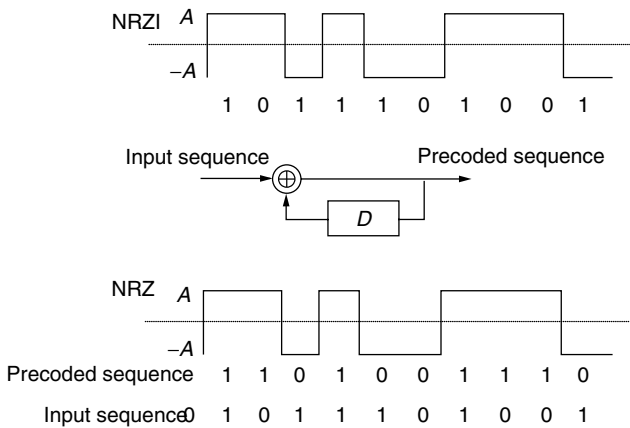 NRZI A
−A
1 0 1 1 1 0 1 0 0 1
Input sequence Precoded sequence
D
NRZ A
−A
Precoded sequence 1 1 0 1 0 0 1 1 1 0
Input sequence0 1 0 1 1 1 0 1 0 0 1